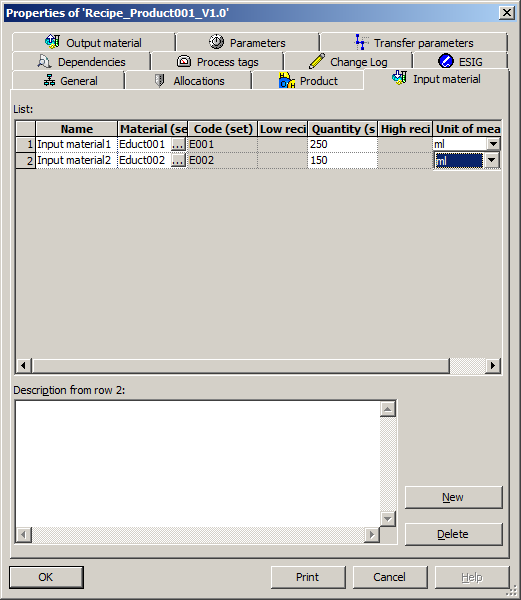 Properties of 'Recipe_Product001_V1.0'
Output material Parameters Transfer parameters
Dependencies Process tags Change Log ESIG
General Allocations Product Input material
List:
Name Material (se Code (set) Low reci Quantity (s High reci Unit of mea
1 Input material1 Educt001 ... E001 250 ml
2 Input material2 Educt002 ... E002 150 ml
Description from row 2:
New
Delete
OK Print Cancel Help